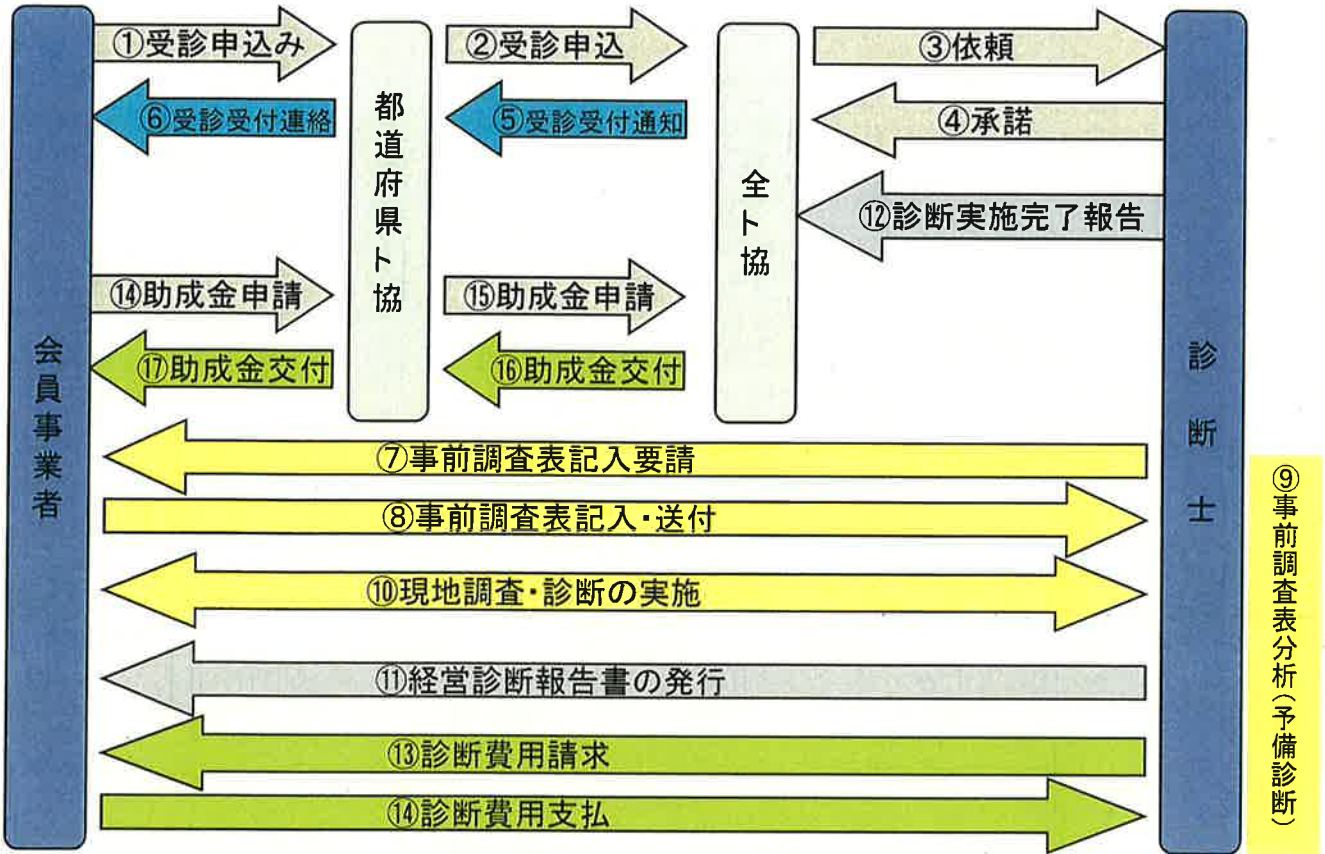 ①受診申込み
②受診申込
③依頼
⑥受診受付連絡
⑤受診受付通知
④承諾
都道府県ト協
全ト協
⑫診断実施完了報告
⑭助成金申請
⑮助成金申請
⑰助成金交付
⑯助成金交付
会員事業者
診断士
⑦事前調査表記入要請
⑧事前調査表記入・送付
⑨事前調査表分析(予備診断)
⑩現地調査・診断の実施
⑪経営診断報告書の発行
⑬診断費用請求
⑭診断費用支払